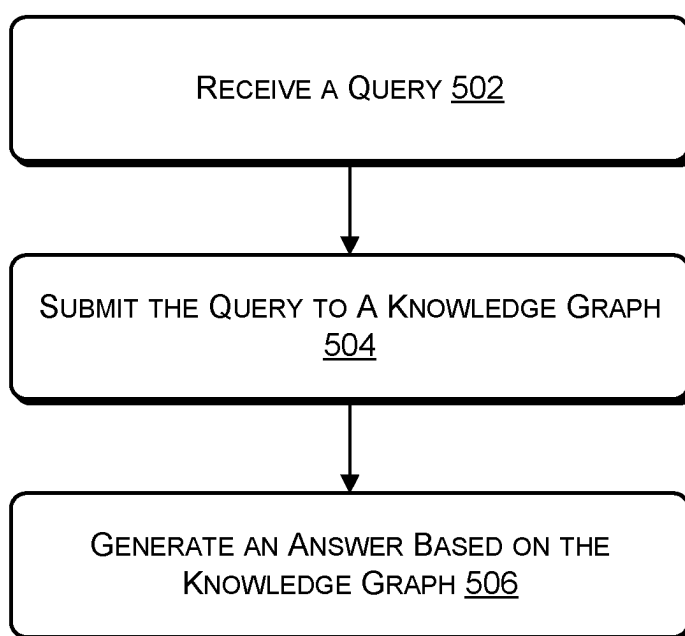 RECEIVE A QUERY 502
SUBMIT THE QUERY TO A KNOWLEDGE GRAPH
504
GENERATE AN ANSWER BASED ON THE
KNOWLEDGE GRAPH 506